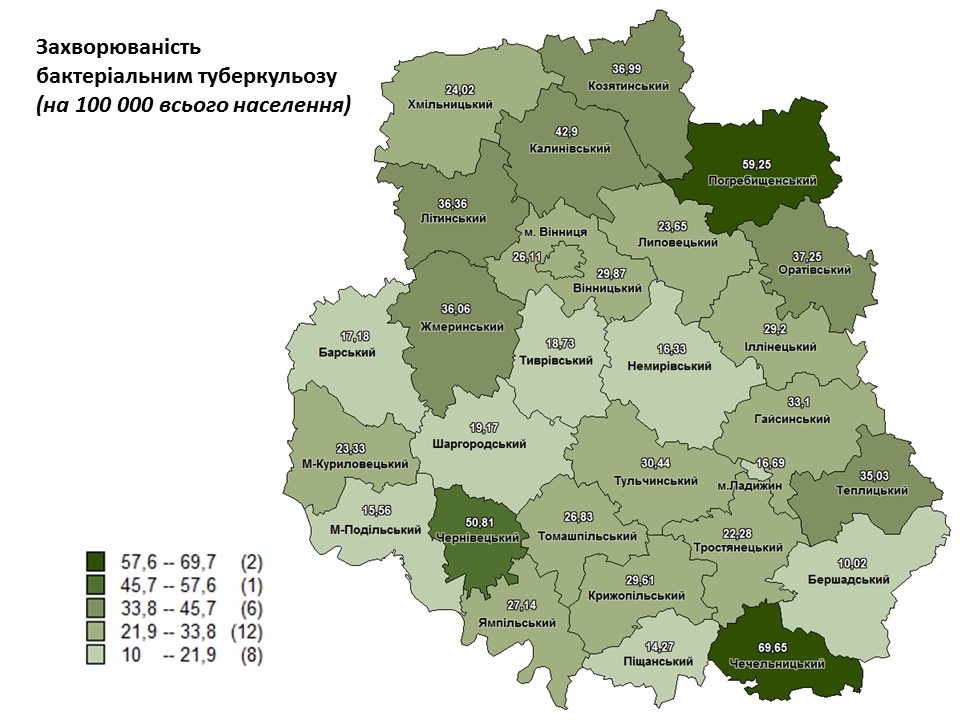 Захворюваність
бактеріальним туберкульозу
(на 100 000 всього населення)
36,99
Козятинський
24,02
Хмільницький
42,9
Калинівський
59,25
Погребищенський
36,36
Літинський
23,65
Липовецький
м. Вінниця
26,11
29,87
Вінницький
37,25
Оратівський
36,06
Жмеринський
29,2
Іллінецький
17,18
Барський
18,73
Тиврівський
16,33
Немирівський
33,1
Гайсинський
19,17
Шаргородський
23,33
М-Куриловецький
30,44
Тульчинський
16,69
м.Ладижин
35,03
Теплицький
15,56
М-Подільський
50,81
Чернівецький
26,83
Томашпільський
22,28
Тростянецький
10,02
Бершадський
29,61
Крижопільський
27,14
Ямпільський
14,27
Піщанський
69,65
Чечельницький
57,6 -- 69,7 (2)
45,7 -- 57,6 (1)
33,8 -- 45,7 (6)
21,9 -- 33,8 (12)
10 -- 21,9 (8)